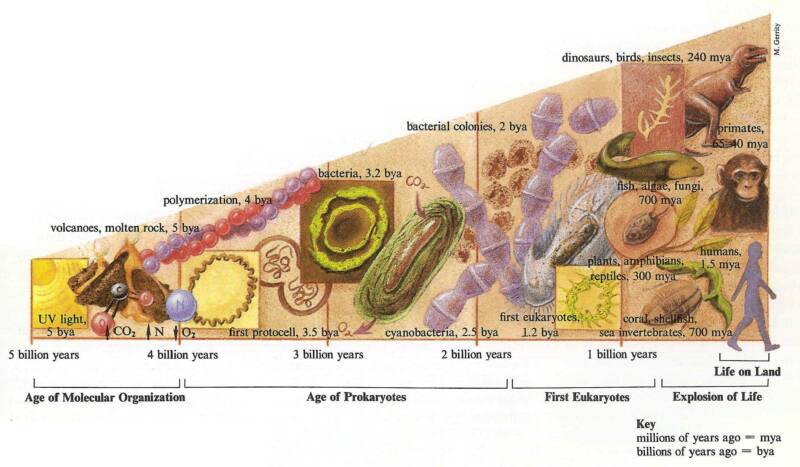 M. Gerrity
dinosaurs, birds, insects, 240 mya
bacterial colonies, 2 bya
primates,
65-40 mya
bacteria, 3.2 bya
CO₂
fish, algae, fungi,
700 mya
polymerization, 4 bya
volcanoes, molten rock, 5 bya
plants, amphibians,
reptiles, 300 mya
humans,
1.5 mya
UV light,
5 bya
CO₂
N
O₂
first protocell, 3.5 bya
O₂
cyanobacteria, 2.5 bya
first eukaryotes,
1.2 bya
coral, shellfish,
sea invertebrates, 700 mya
5 billion years
4 billion years
3 billion years
2 billion years
1 billion years
Life on Land
Age of Molecular Organization
Age of Prokaryotes
First Eukaryotes
Explosion of Life
Key
millions of years ago = mya
billions of years ago = bya